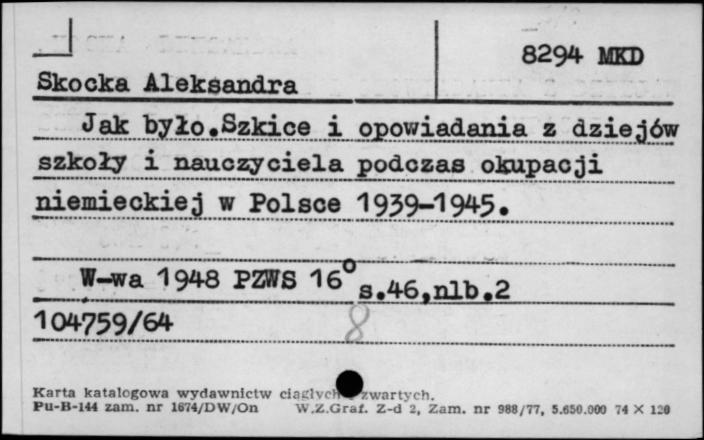 8294 MKD
Skocka Aleksandra
Jak było.Szkice i opowiadania z dziejów
szkoły i nauczyciela podczas okupacji
niemieckiej w Polsce 1939-1945.
W-wa 1948 PZWS 16° s.46,nlb.2
104759/64 8
Karta katalogowa wydawnictw ciągłych zwartych.
Pu-B-144 zam. nr 1674/DW/On W.Z.Graf. Z-d 2, Zam. nr 988/77, 5.650.000 74 X 120